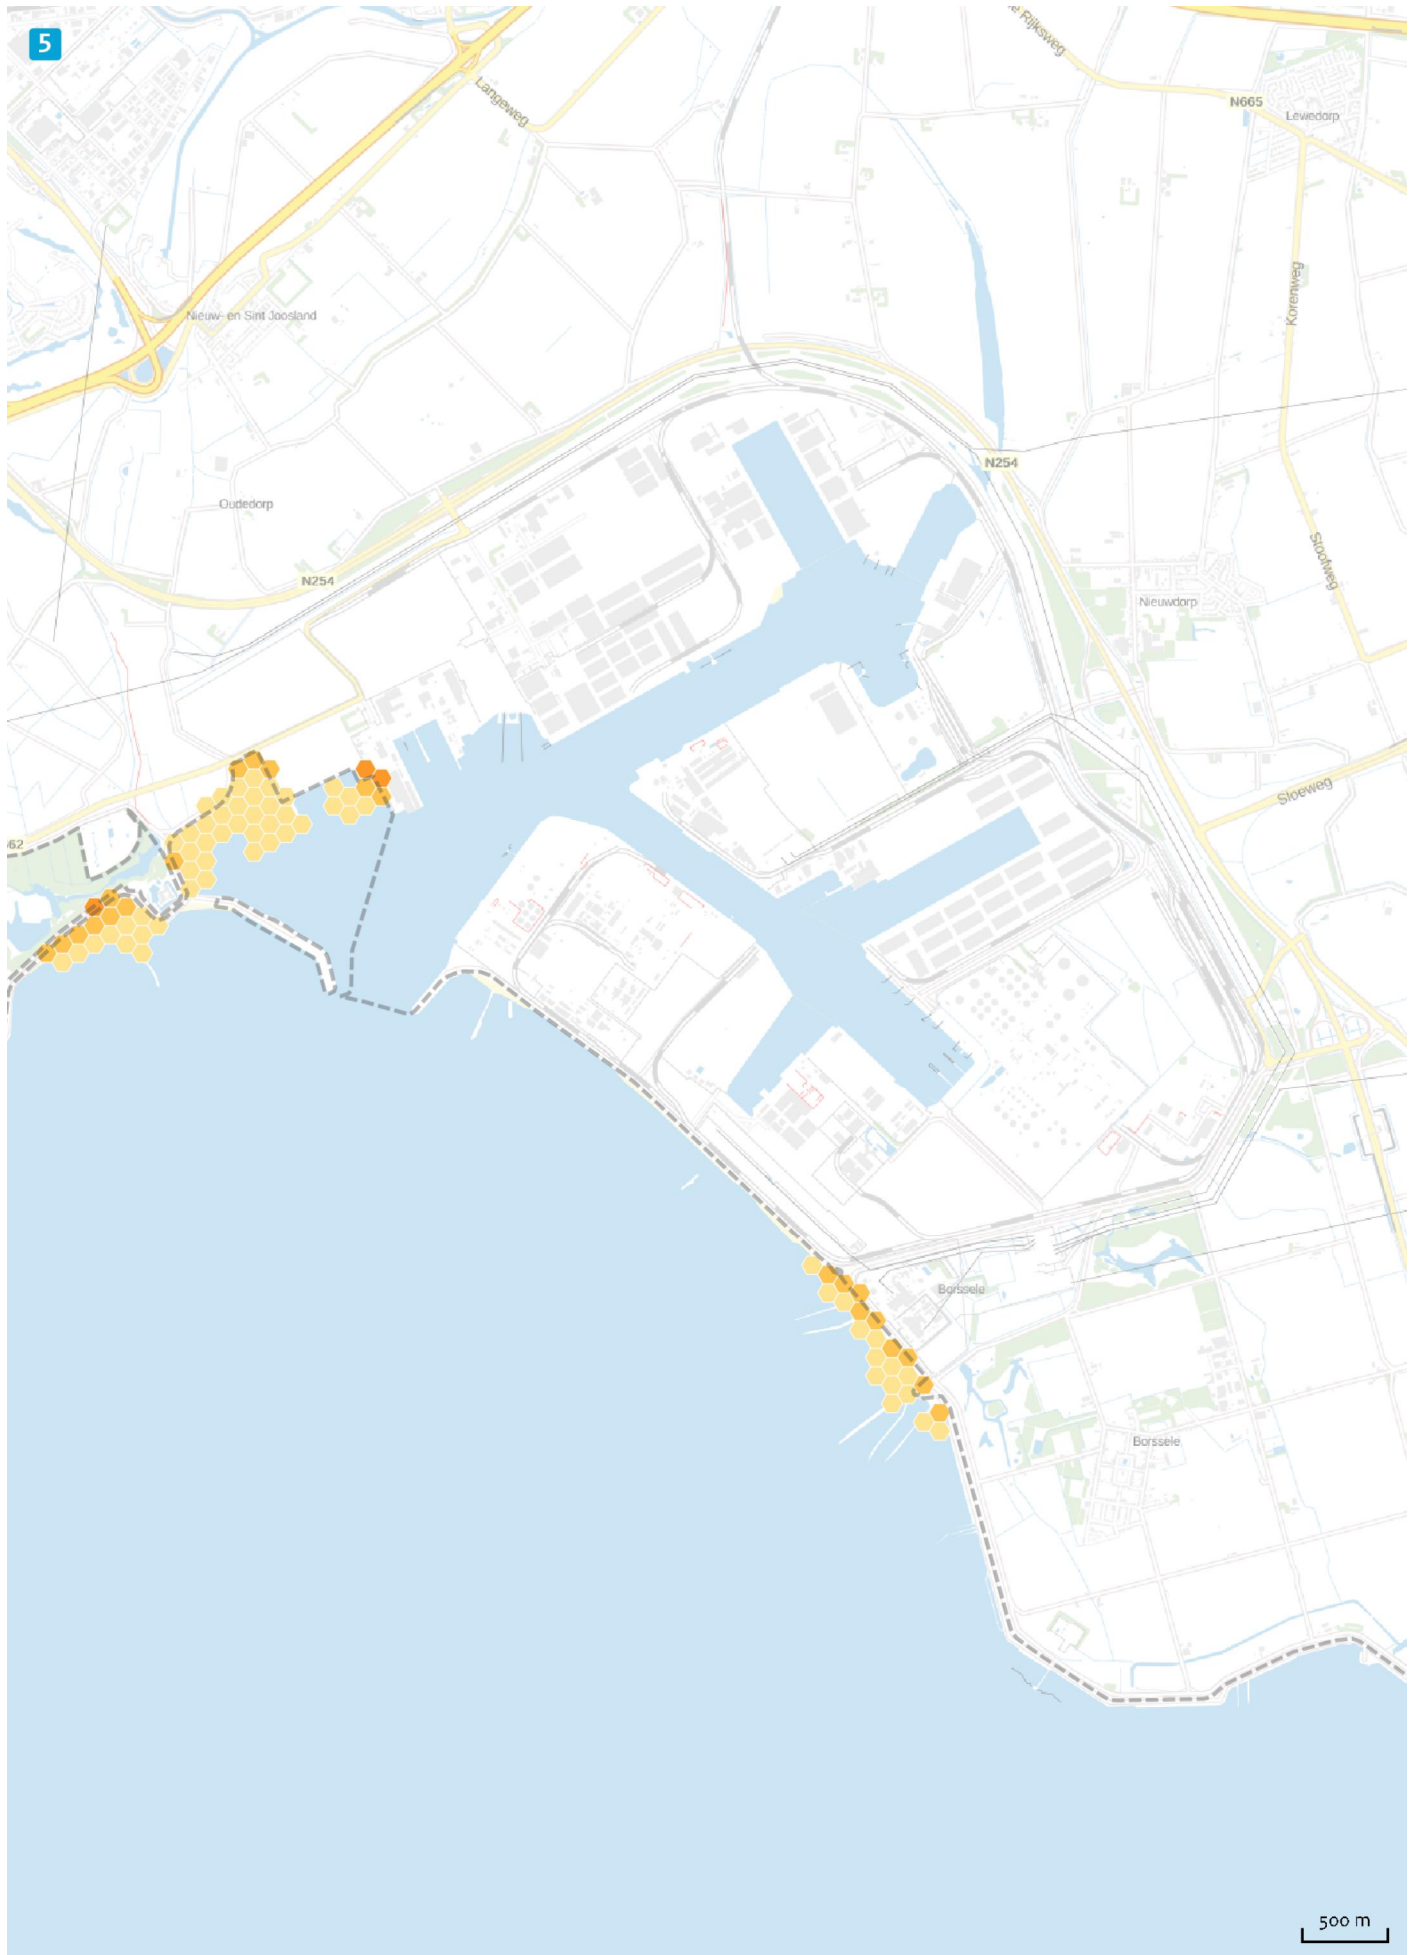 5
e Rijksweg
Langeweg
N665
Lewedorp
Korenweg
Nieuw- en Sint Joosland
N254
Oudedorp
Stoofweg
N254
Nieuwdorp
Sloeweg
62
Borssele
Borssele
500 m